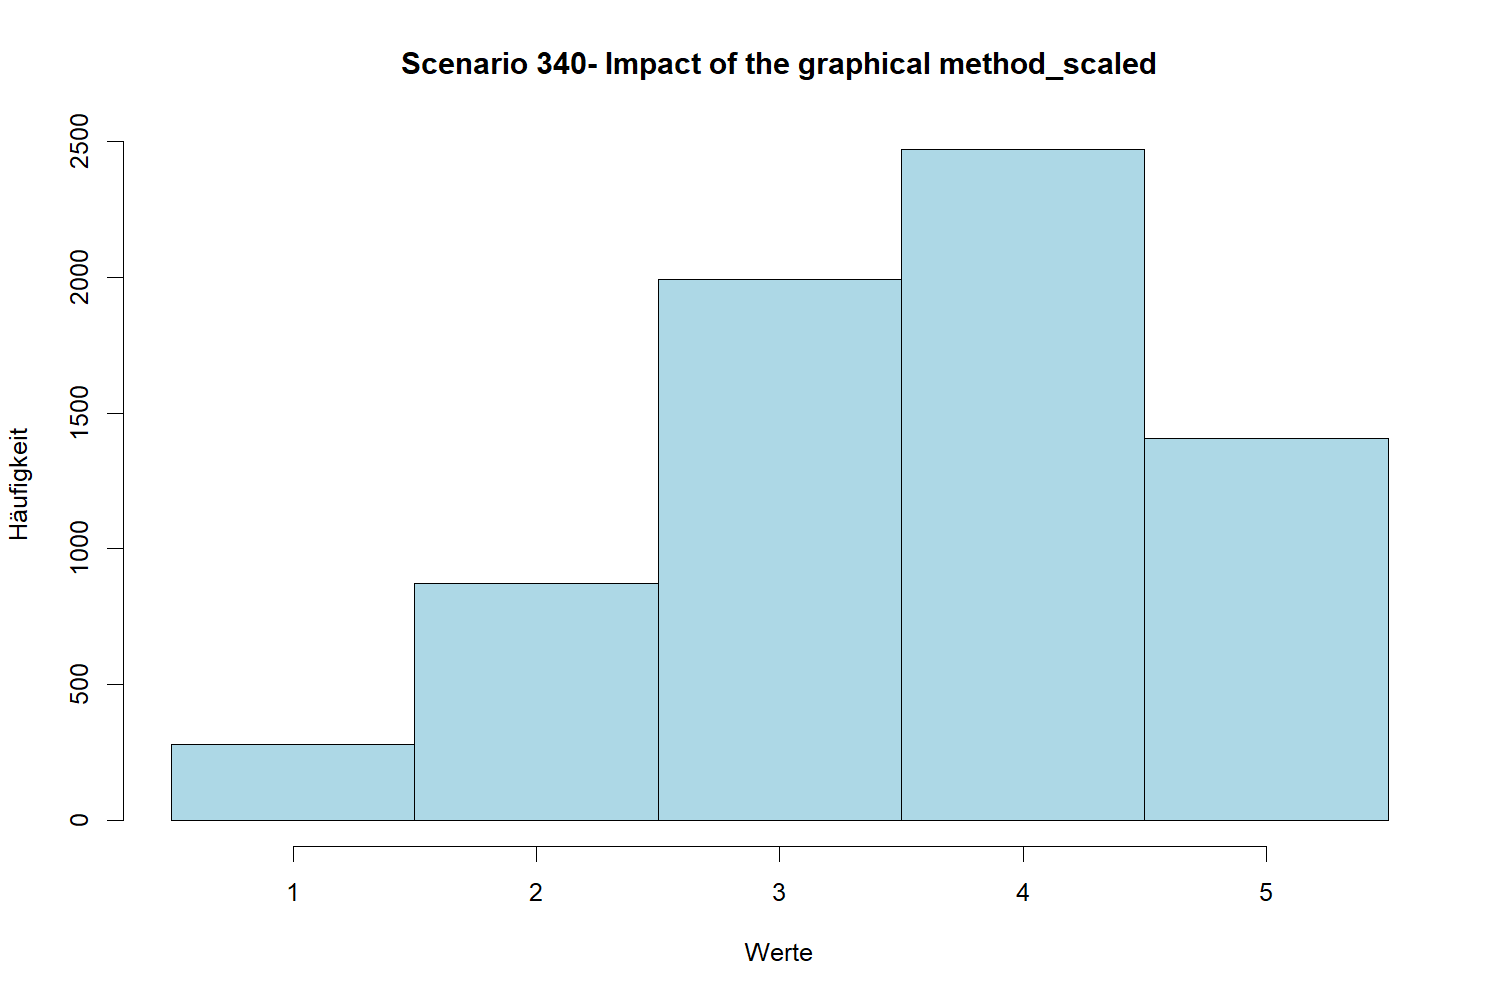 Scenario 340- Impact of the graphical method_scaled
Häufigkeit
2500
2000
1500
1000
500
0
1 2 3 4 5
Werte